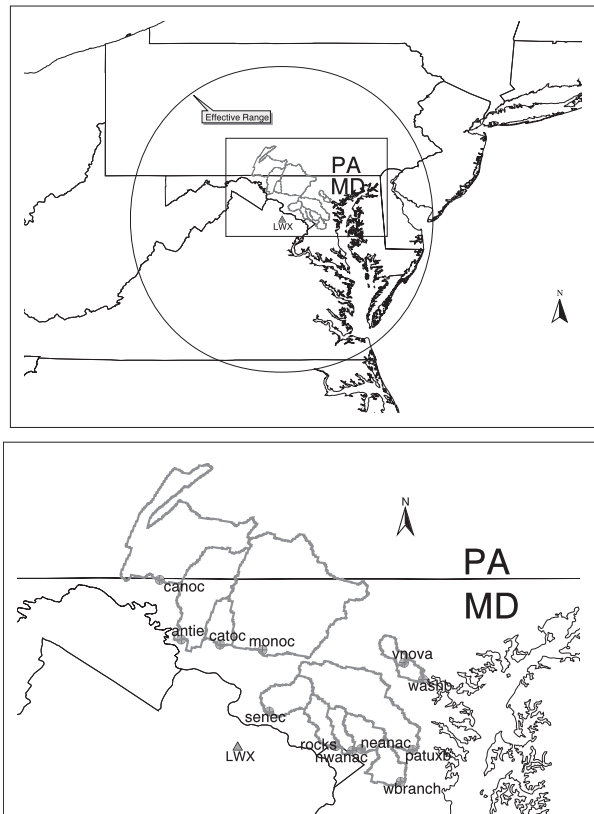 Effective Range
PA
MD
LWX
N
N
PA
MD
canoc
antie
catoc
monoc
vnova
washb
senec
rocks
neanac
nwanac
patuxb
LWX
wbranch